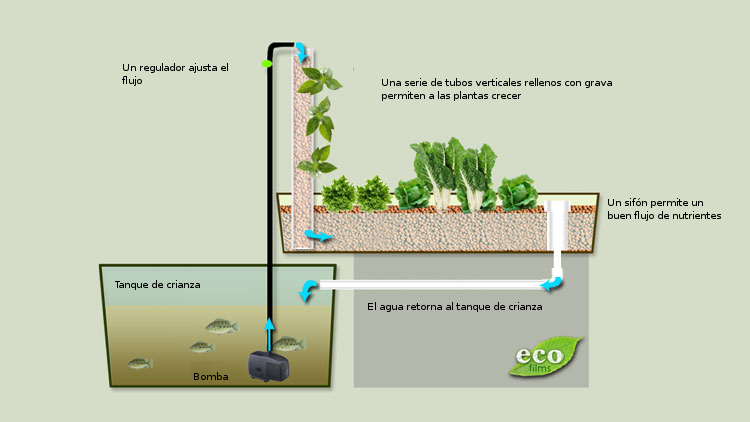 Un regulador ajusta el
flujo
Una serie de tubos verticales rellenos con grava
permiten a las plantas crecer
Un sifón permite un
buen flujo de nutrientes
Tanque de crianza
El agua retorna al tanque de crianza
Bomba
eco
films